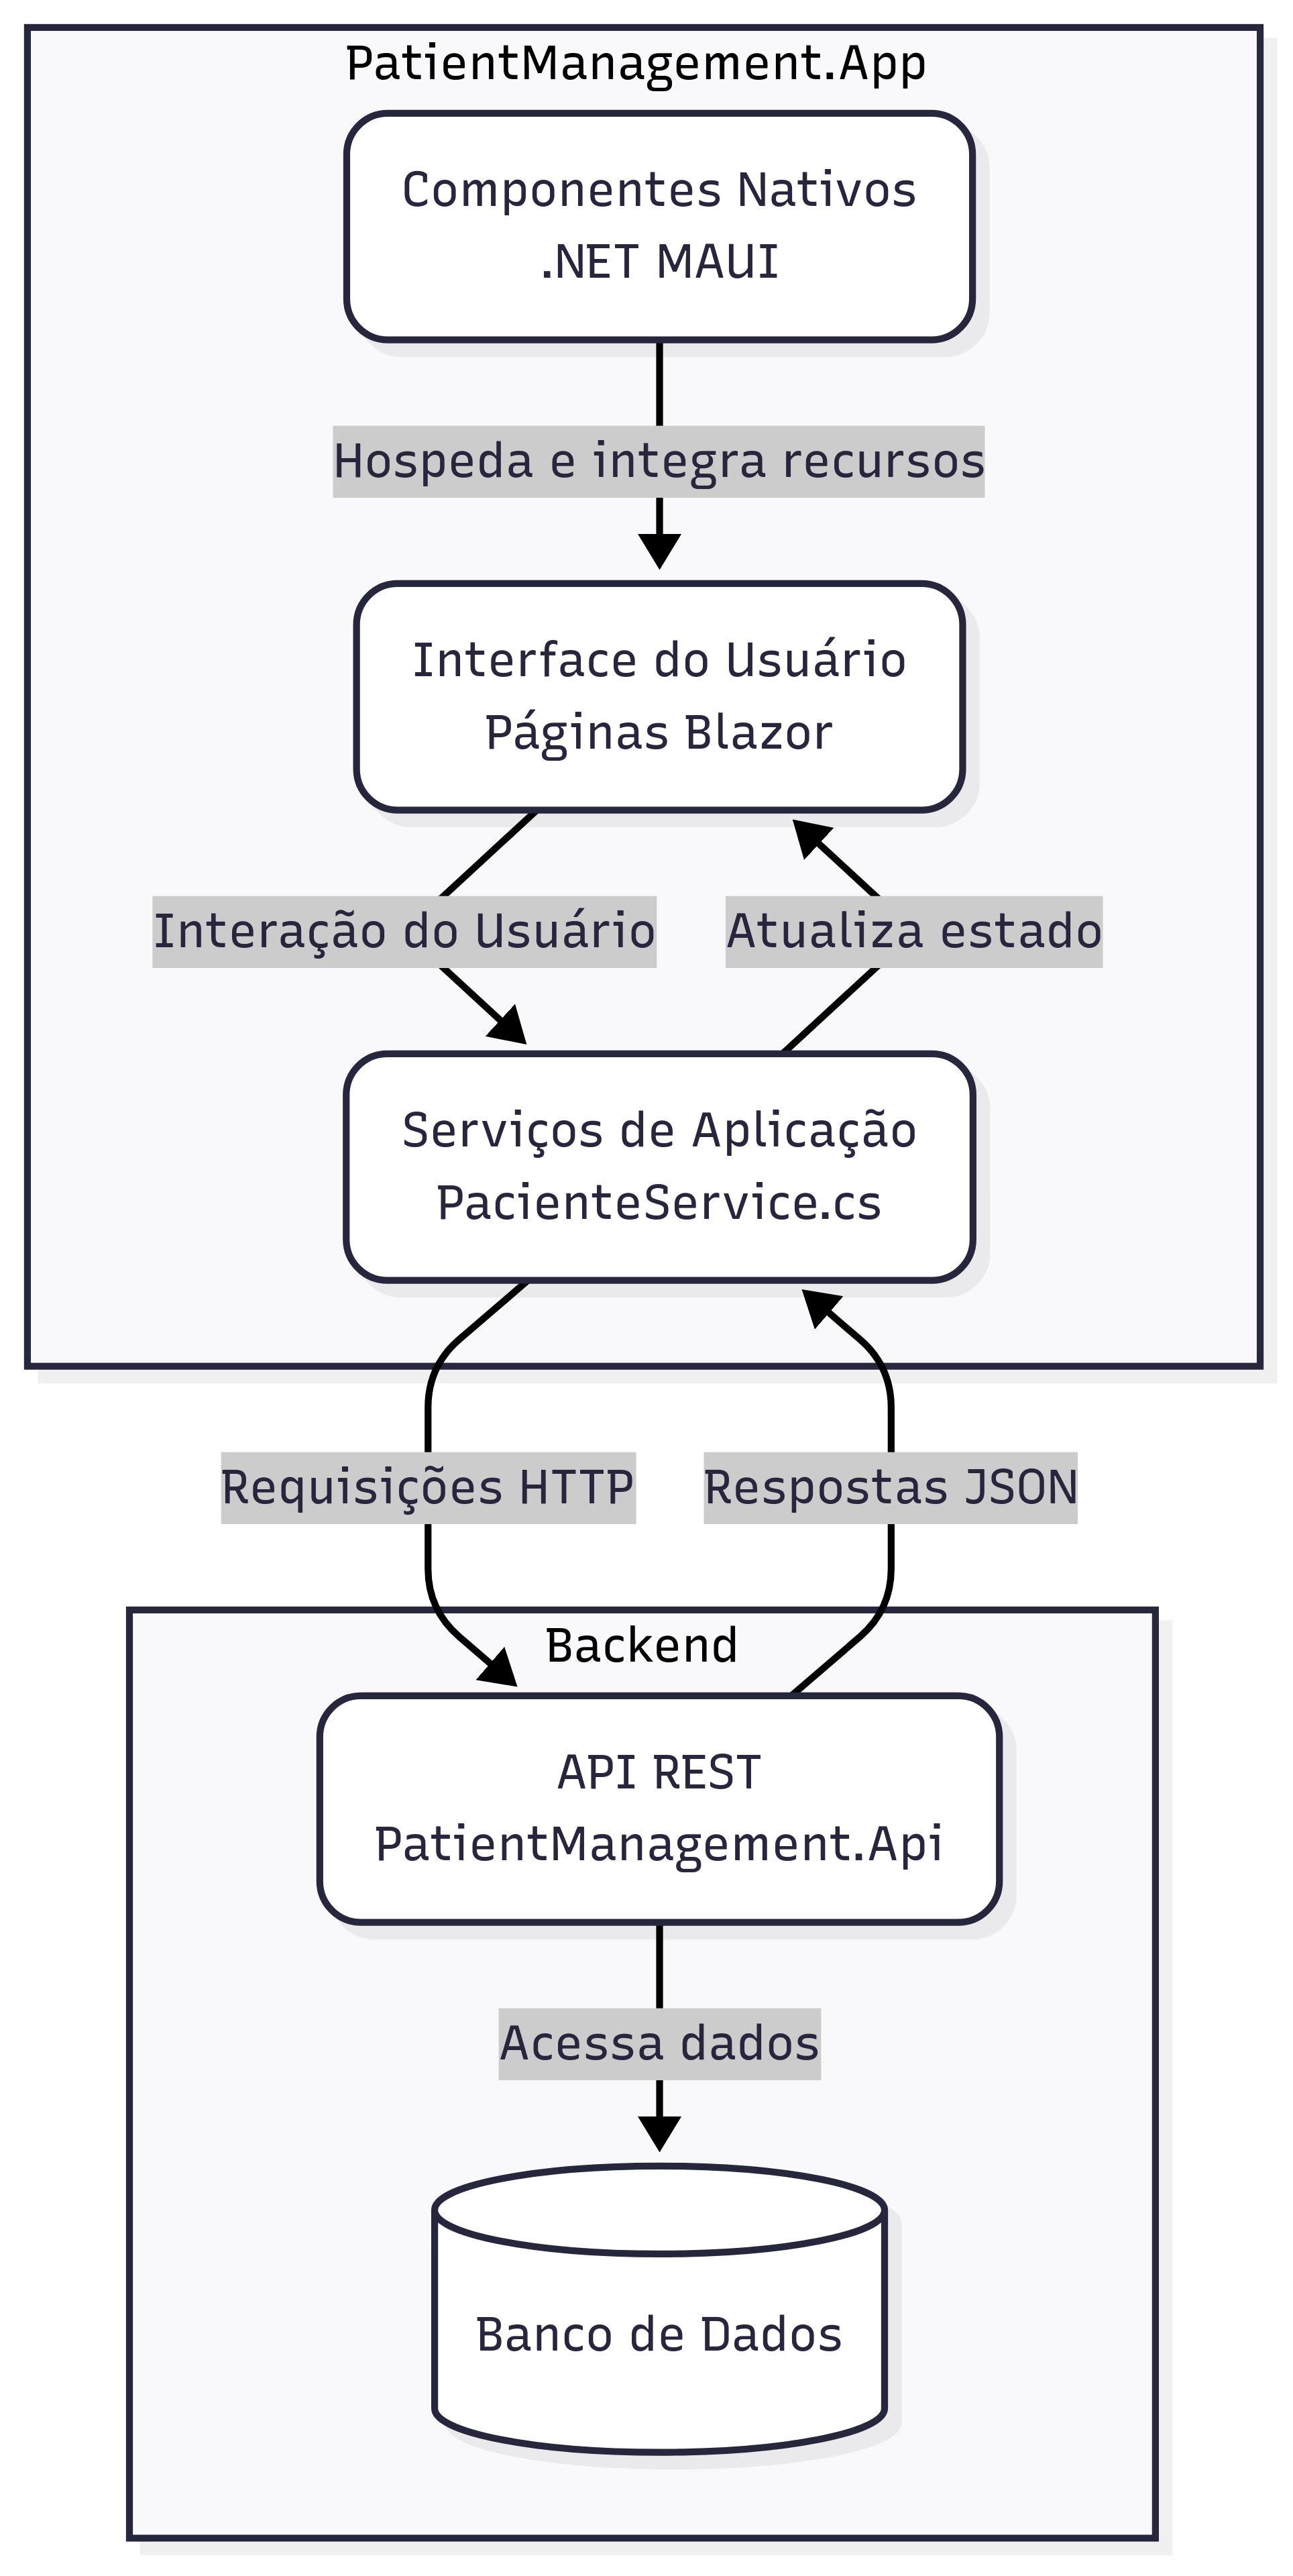 PatientManagement.App
Componentes Nativos
.NET MAUI
Hospeda e integra recursos
Interface do Usuário
Páginas Blazor
Interação do Usuário
Atualiza estado
Serviços de Aplicação
PacienteService.cs
Requisições HTTP
Respostas JSON
Backend
API REST
PatientManagement.Api
Acessa dados
Banco de Dados